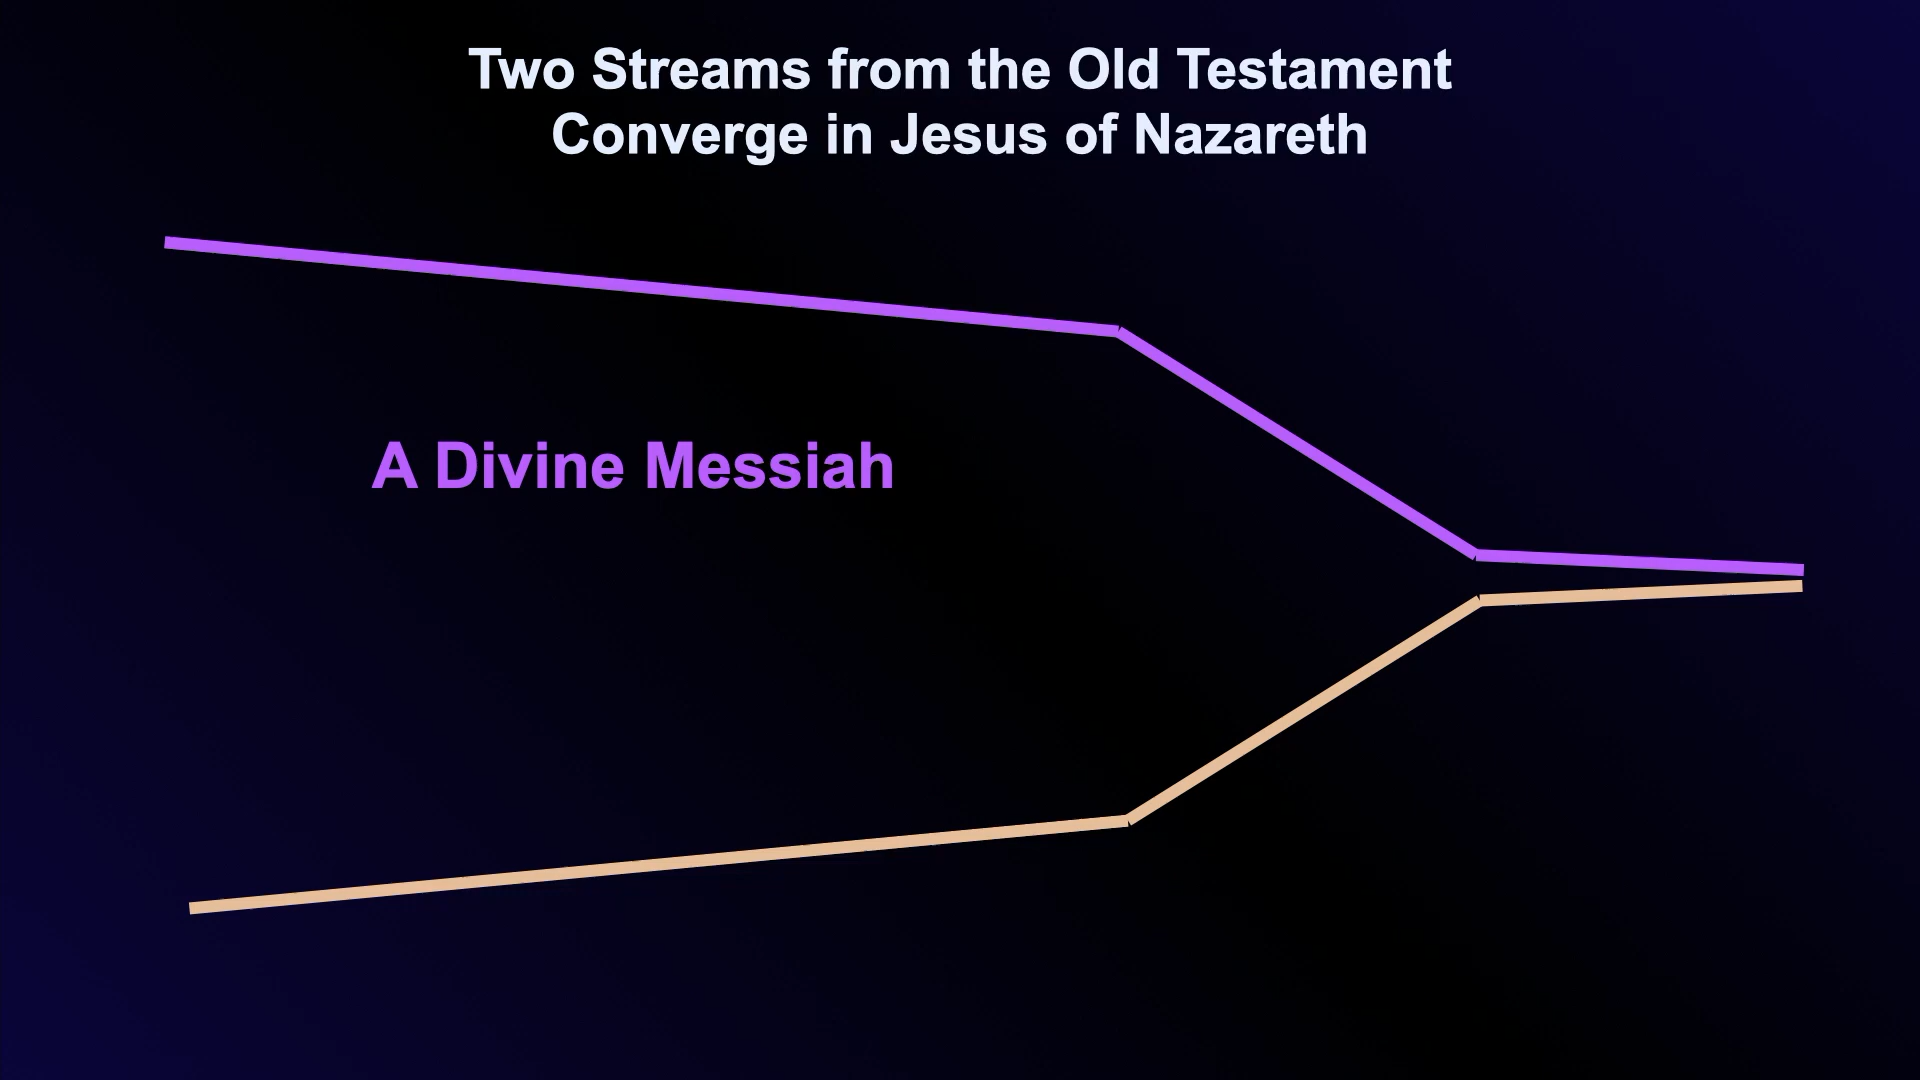 Two Streams from the Old Testament
Converge in Jesus of Nazareth
A Divine Messiah